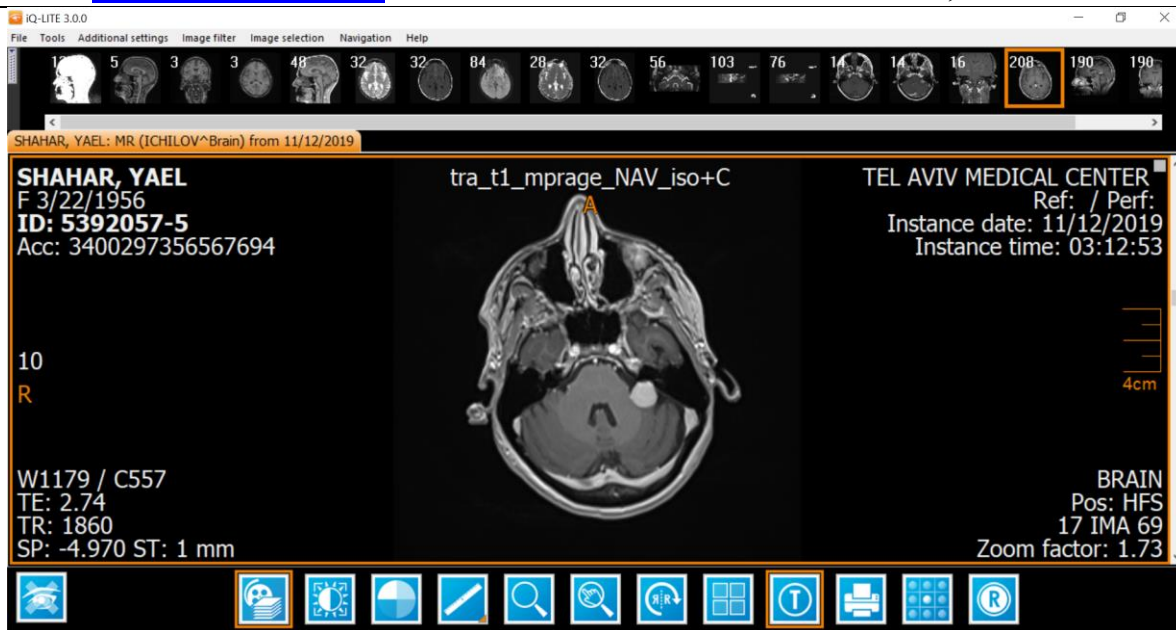 iQ-LITE 3.0.0
File Tools Additional settings Image filter Image selection Navigation Help
5 3 3 48 32 32 84 28 32 56 103 76 14 14 16 208 190 190
SHAHAR, YAEL: MR (ICHILOV^Brain) from 11/12/2019
SHAHAR, YAEL
F 3/22/1956
ID: 5392057-5
Acc: 3400297356567694
tra_t1_mprage_NAV_iso+C
A
TEL AVIV MEDICAL CENTER
Ref: / Perf:
Instance date: 11/12/2019
Instance time: 03:12:53
10
R
4cm
W1179 / C557
TE: 2.74
TR: 1860
SP: -4.970 ST: 1 mm
BRAIN
Pos: HFS
17 IMA 69
Zoom factor: 1.73
T
R